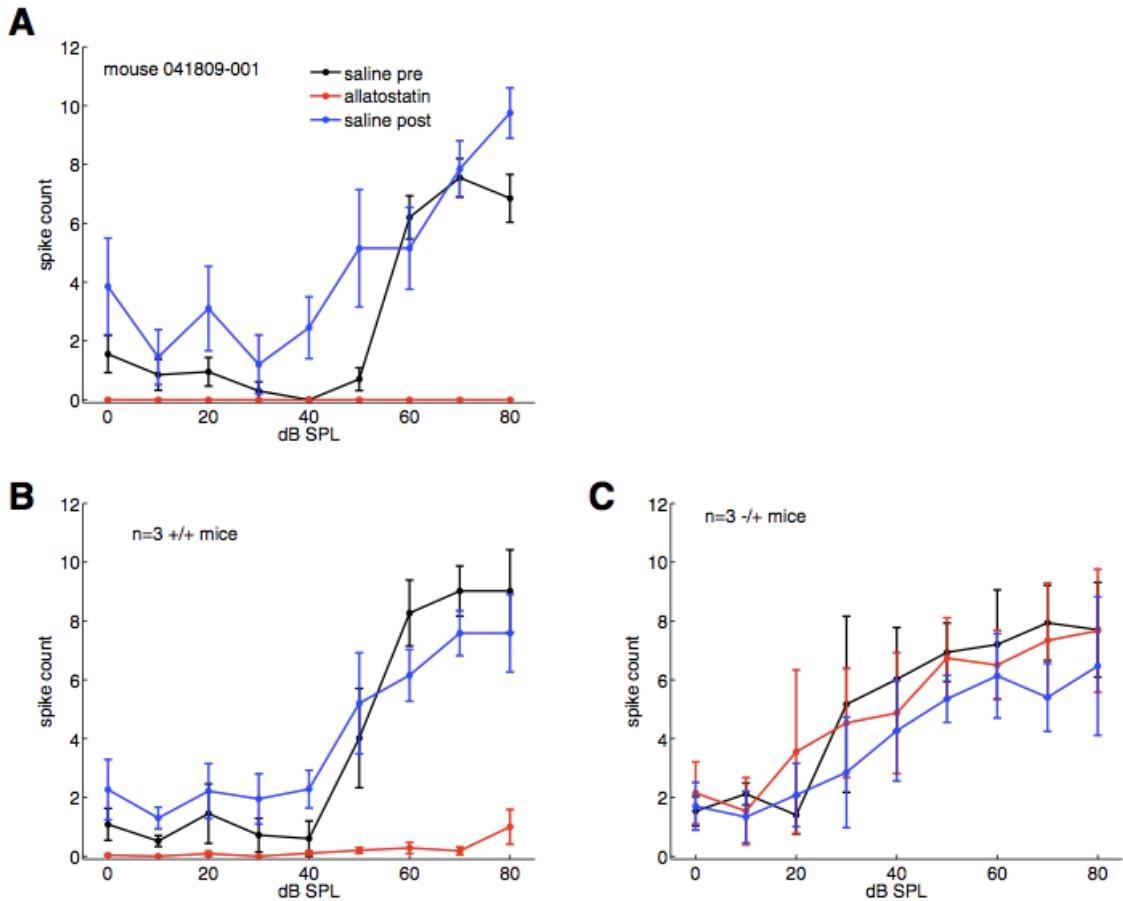 A
12
mouse 041809-001
saline pre
allatostatin
saline post
10
8
6
4
2
0
spike count
0 20 40 60 80
dB SPL
B
12
n=3 +/+ mice
10
8
6
4
2
0
spike count
0 20 40 60 80
dB SPL
C
12
n=3 -/+ mice
10
8
6
4
2
0
spike count
0 20 40 60 80
dB SPL